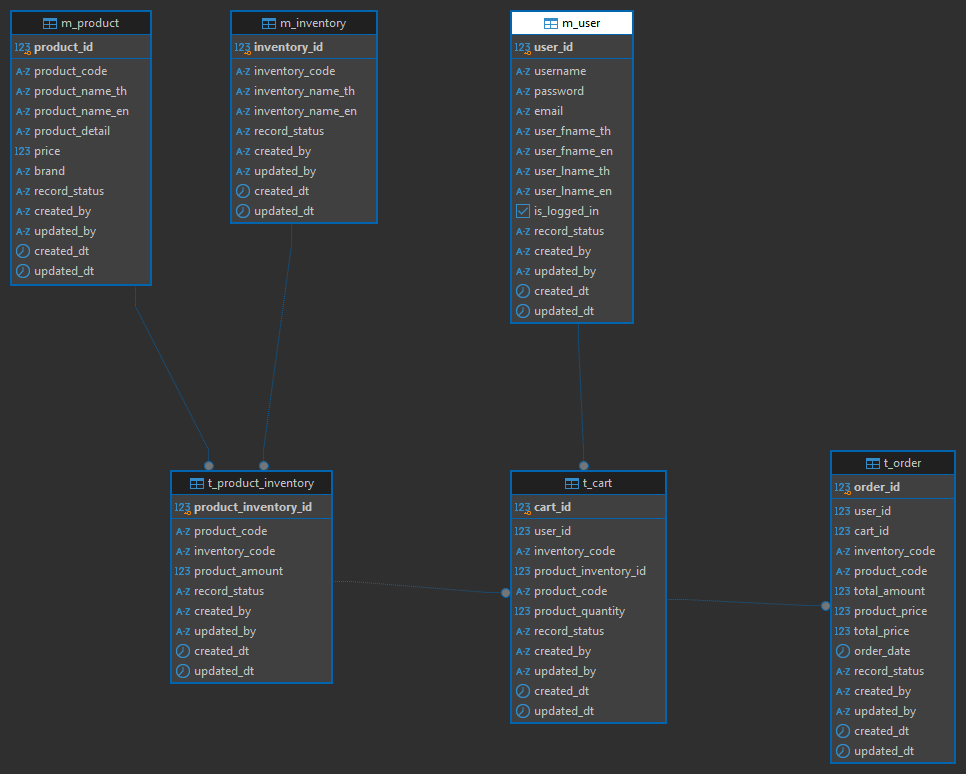 m_product
123 product_id
A-Z product_code
A-Z product_name_th
A-Z product_name_en
A-Z product_detail
123 price
A-Z brand
A-Z record_status
A-Z created_by
A-Z updated_by
created_dt
updated_dt
m_inventory
123 inventory_id
A-Z inventory_code
A-Z inventory_name_th
A-Z inventory_name_en
A-Z record_status
A-Z created_by
A-Z updated_by
created_dt
updated_dt
m_user
123 user_id
A-Z username
A-Z password
A-Z email
A-Z user_fname_th
A-Z user_fname_en
A-Z user_lname_th
A-Z user_lname_en
is_logged_in
A-Z record_status
A-Z created_by
A-Z updated_by
created_dt
updated_dt
t_product_inventory
123 product_inventory_id
A-Z product_code
A-Z inventory_code
123 product_amount
A-Z record_status
A-Z created_by
A-Z updated_by
created_dt
updated_dt
t_cart
123 cart_id
123 user_id
A-Z inventory_code
123 product_inventory_id
A-Z product_code
123 product_quantity
A-Z record_status
A-Z created_by
A-Z updated_by
created_dt
updated_dt
t_order
123 order_id
123 user_id
123 cart_id
A-Z inventory_code
A-Z product_code
123 total_amount
123 product_price
123 total_price
order_date
A-Z record_status
A-Z created_by
A-Z updated_by
created_dt
updated_dt